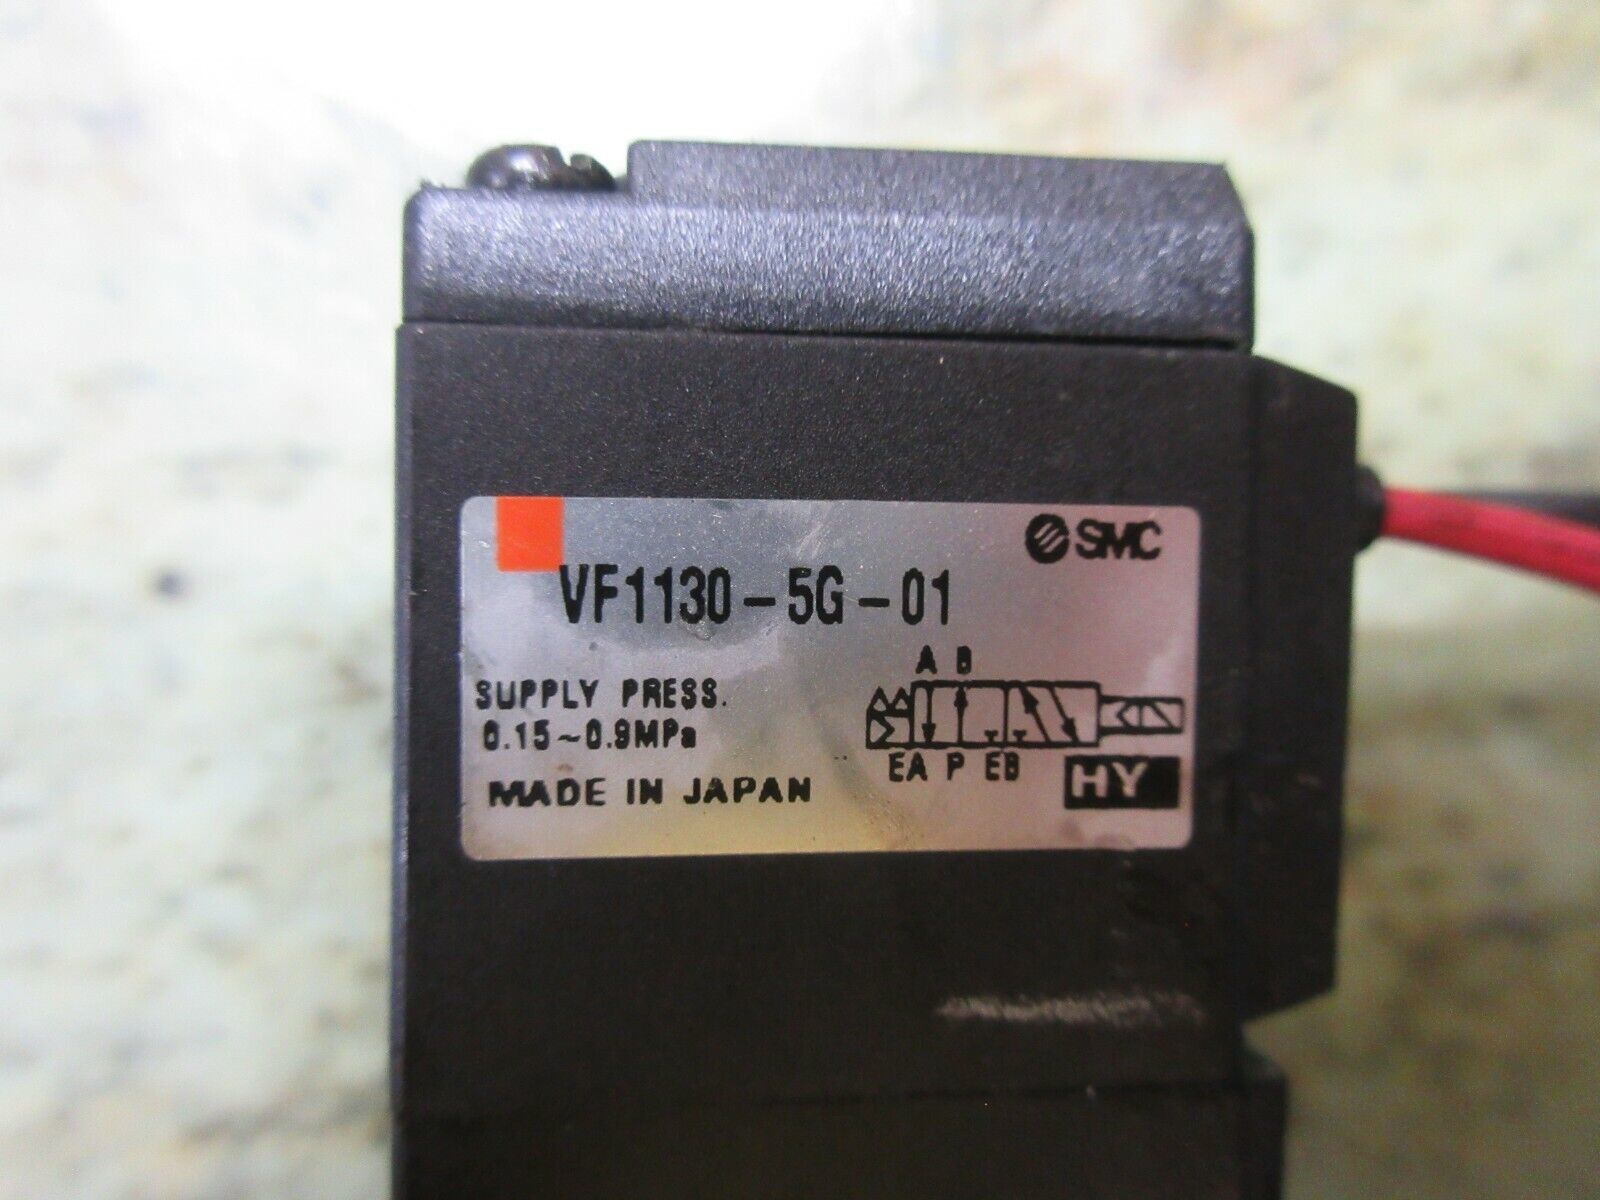 SMC
VF1130-5G-01
A B
SUPPLY PRESS.
0.15~0.9MPa
EA P EB
HY
MADE IN JAPAN